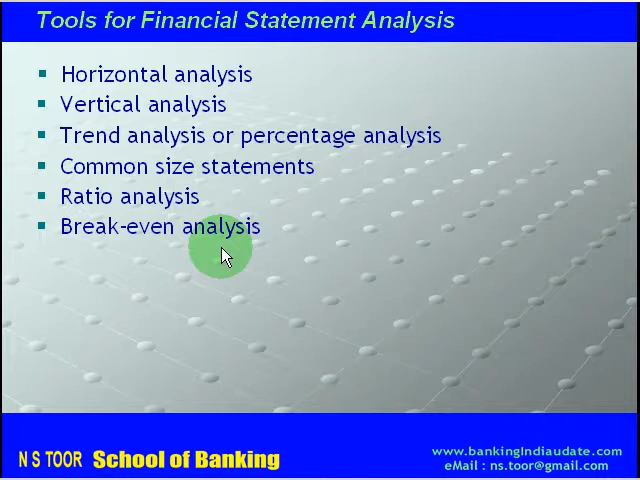 Tools for Financial Statement Analysis
Horizontal analysis
Vertical analysis
Trend analysis or percentage analysis
Common size statements
Ratio analysis
Break-even analysis
N S TOOR School of Banking
www.bankingIndiaudate.com
eMail : ns.toor@gmail.com